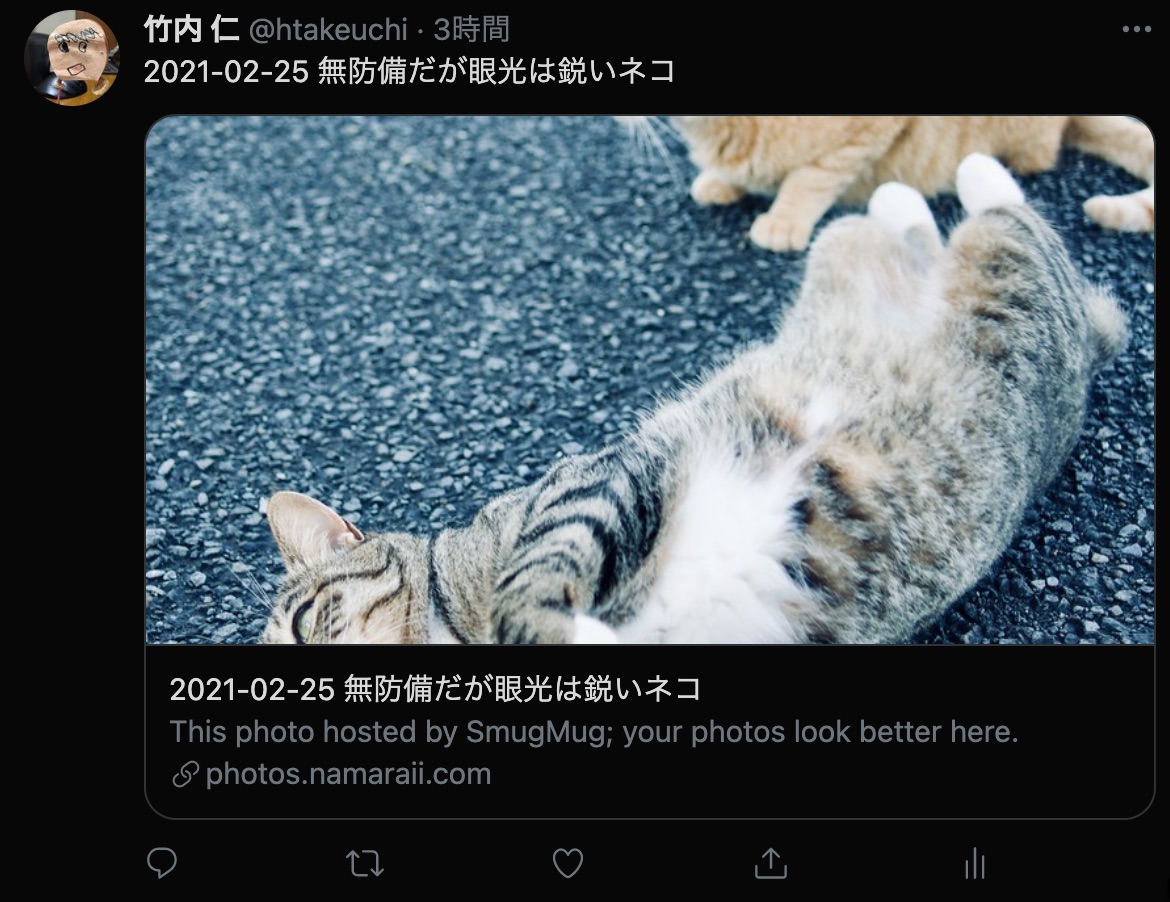 竹内 仁 @htakeuchi · 3時間
2021-02-25 無防備だが眼光は鋭いネコ
2021-02-25 無防備だが眼光は鋭いネコ
This photo hosted by SmugMug; your photos look better here.
photos.namaraii.com